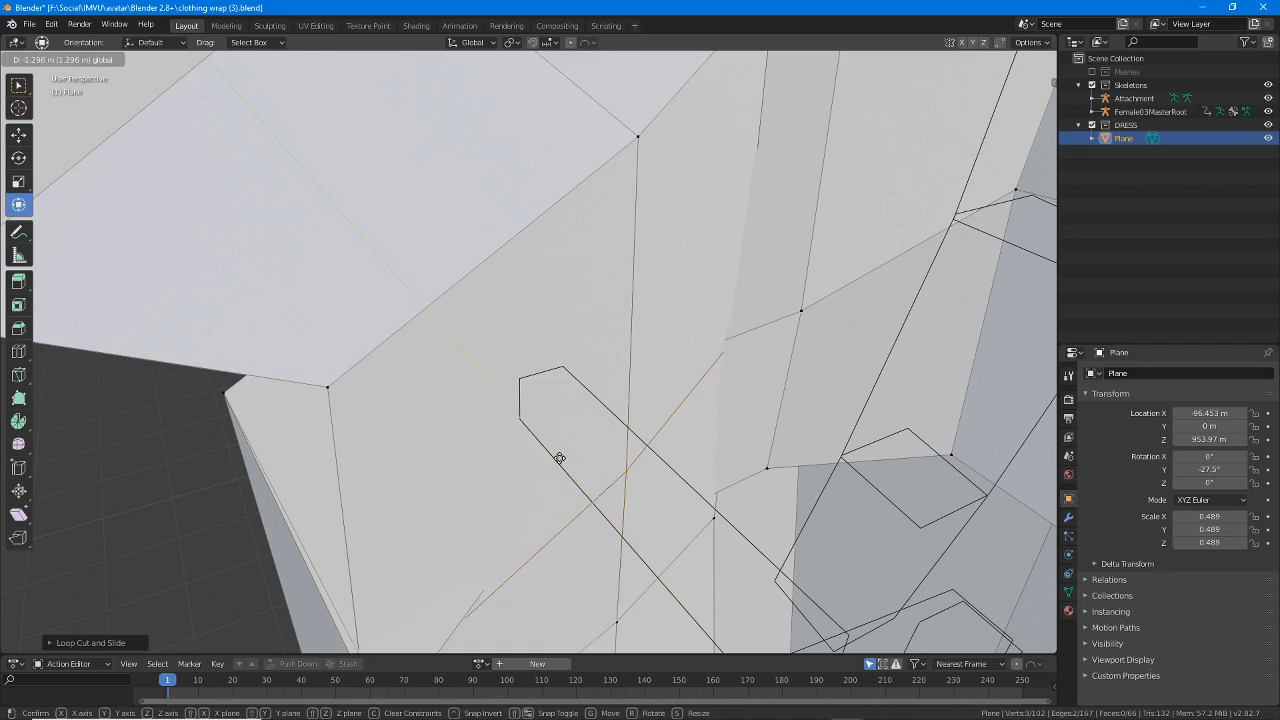 Blender* [F:\Social\IMVU\avatar\Blender 2.8+\clothing wrap (3).blend]
File Edit Render Window Help Layout Modeling Sculpting UV Editing Texture Paint Shading Animation Rendering Compositing Scripting + Scene View Layer
Orientation: Default Drag: Select Box Global X Y Z Options
D: -1.296 m (1.296 m) global
Scene Collection
User Perspective
(1) Plane
Meshes
Skeletons
Attachment
Female03MasterRoot
DRESS
Plane
Plane
Plane
Transform
Location X -96.453 m
Y 0 m
Z 953.97 m
Rotation X 0°
Y -27.5°
Z 0°
Mode XYZ Euler
Scale X 0.489
Y 0.489
Z 0.489
Delta Transform
Relations
Collections
Instancing
Motion Paths
Visibility
Viewport Display
Custom Properties
Loop Cut and Slide
Action Editor View Select Marker Key Push Down Stash + New Nearest Frame
1 10 20 30 40 50 60 70 80 90 100 110 120 130 140 150 160 170 180 190 200 210 220 230 240 250
Confirm X X axis Y Y axis Z Z axis X X plane Y Y plane Z Z plane C Clear Constraints Snap Invert Snap Toggle G Move R Rotate S Resize Plane | Verts:3/102 | Edges:2/167 | Faces:0/66 | Tris:132 | Mem: 57.2 MiB | v2.82.7